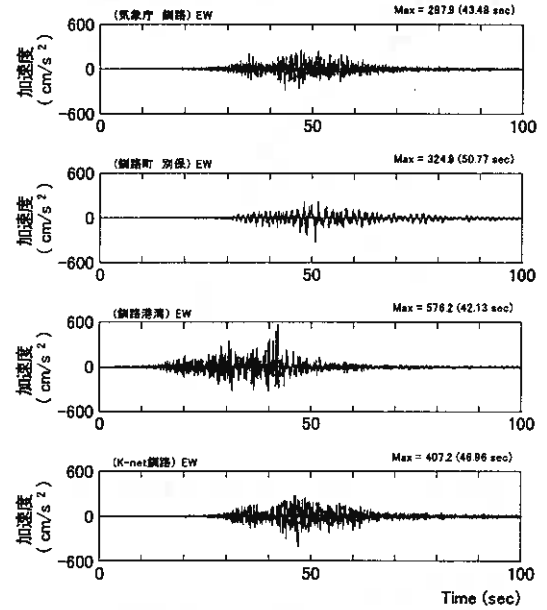 (気象庁 釧路) EW Max = 287.9 (43.48 sec)
600
0
-600
加速度
( cm/s² )
0 50 100
(釧路町 別保) EW Max = 324.9 (50.77 sec)
600
0
-600
加速度
( cm/s² )
0 50 100
(釧路港湾) EW Max = 576.2 (42.13 sec)
600
0
-600
加速度
( cm/s² )
0 50 100
(K-net釧路) EW Max = 407.2 (46.96 sec)
600
0
-600
加速度
( cm/s² )
0 50 100
Time (sec)